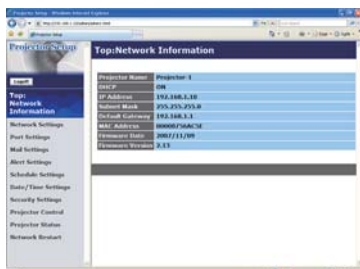 Projector Setup
Logoff
Top:
Network
Information
Network Settings
Port Settings
Mail Settings
Alert Settings
Schedule Settings
Date/Time Settings
Security Settings
Projector Control
Projector Status
Network Restart
Top:Network Information
Projector Name Projector-1
DHCP ON
IP Address 192.168.1.10
Subnet Mask 255.255.255.0
Default Gateway 192.168.1.1
MAC Address
Firmware Date 2007/11/09
Firmware Version 2.13